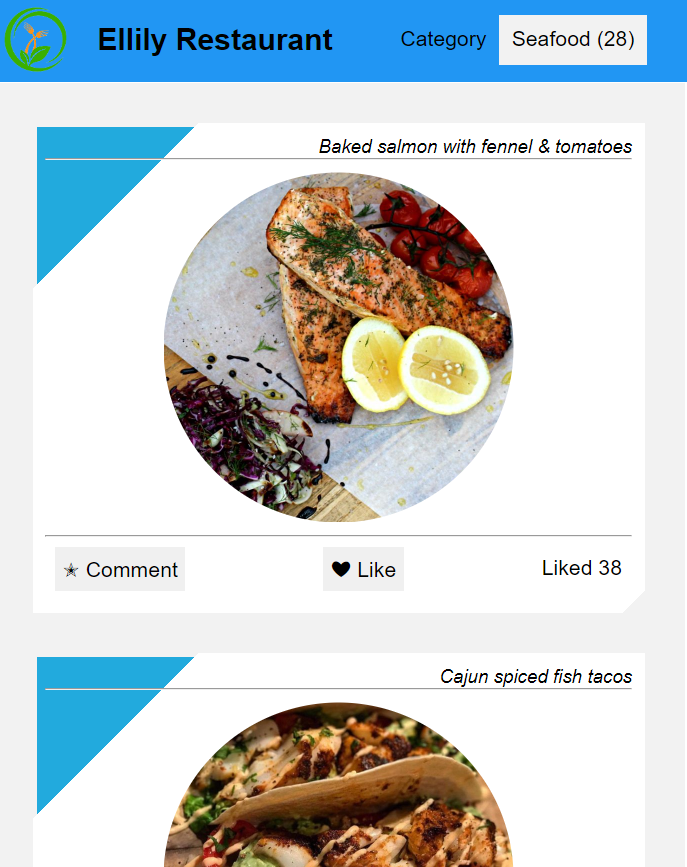 Ellily Restaurant
Category
Seafood (28)
Baked salmon with fennel & tomatoes
Comment
Like
Liked 38
Cajun spiced fish tacos